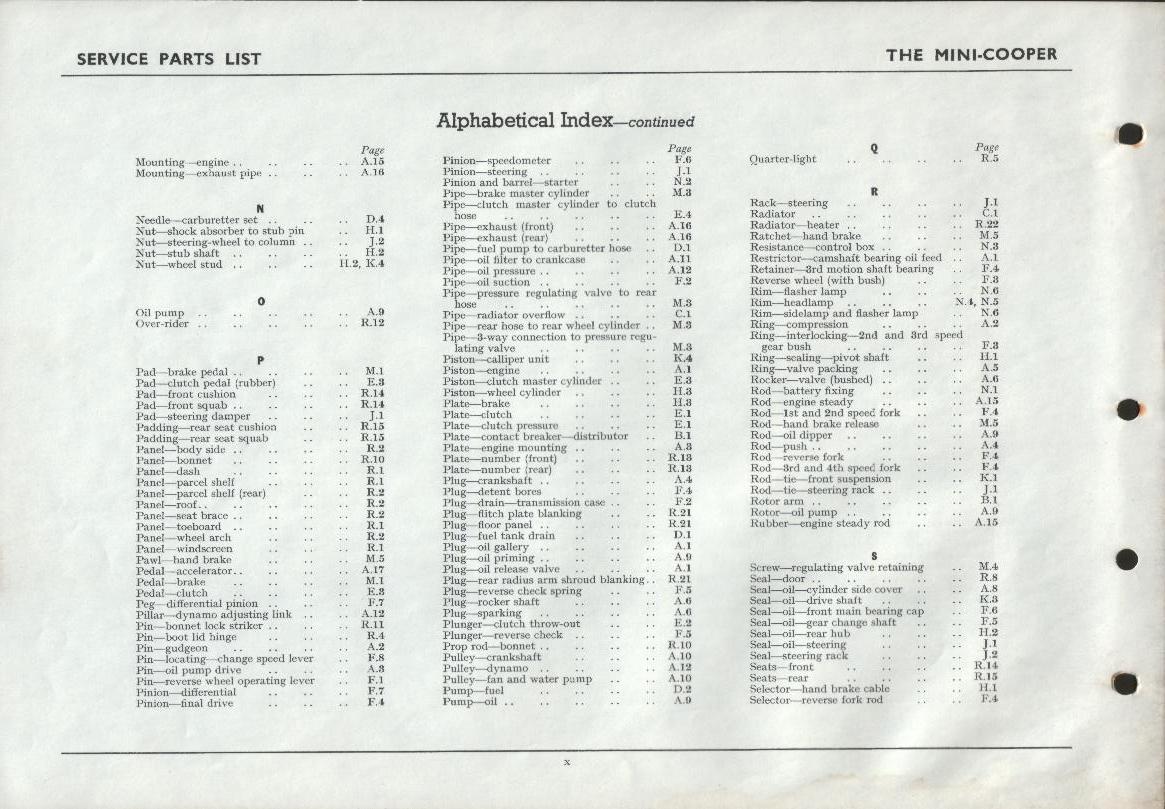 SERVICE PARTS LIST
THE MINI-COOPER
Alphabetical Index—continued
Page
Mounting—engine .. .. .. .. A.15
Mounting—exhaust pipe .. .. .. A.16
N
Needle—carburetter set .. .. .. D.4
Nut—shock absorber to stub pin .. H.1
Nut—steering-wheel to column .. .. J.2
Nut—stub shaft .. .. .. .. H.2
Nut—wheel stud .. .. .. H.2, K.4
O
Oil pump .. .. .. .. .. A.9
Over-rider .. .. .. .. .. R.12
P
Pad—brake pedal .. .. .. .. M.1
Pad—clutch pedal (rubber) .. .. E.3
Pad—front cushion .. .. .. R.14
Pad—front squab .. .. .. .. R.14
Pad—steering damper .. .. .. J.1
Padding—rear seat cushion .. .. R.15
Padding—rear seat squab .. .. R.15
Panel—body side .. .. .. .. R.2
Panel—bonnet .. .. .. .. R.10
Panel—dash .. .. .. .. R.1
Panel—parcel shelf .. .. .. R.1
Panel—parcel shelf (rear) .. .. R.2
Panel—roof.. .. .. .. .. R.2
Panel—seat brace .. .. .. .. R.2
Panel—toeboard .. .. .. .. R.1
Panel—wheel arch .. .. .. R.2
Panel—windscreen .. .. .. R.1
Pawl—hand brake .. .. .. M.5
Pedal—accelerator.. .. .. .. A.17
Pedal—brake .. .. .. .. M.1
Pedal—clutch .. .. .. .. E.3
Peg—differential pinion .. .. .. F.7
Pillar—dynamo adjusting link .. .. A.12
Pin—bonnet lock striker .. .. .. R.11
Pin—boot lid hinge .. .. .. R.4
Pin—gudgeon .. .. .. .. A.2
Pin—locating—change speed lever .. F.8
Pin—oil pump drive .. .. .. A.3
Pin—reverse wheel operating lever .. F.1
Pinion—differential .. .. .. F.7
Pinion—final drive .. .. .. F.4
Page
Pinion—speedometer .. .. .. F.6
Pinion—steering .. .. .. .. J.1
Pinion and barrel—starter .. .. N.2
Pipe—brake master cylinder .. .. M.3
Pipe—clutch master cylinder to clutch
hose .. .. .. .. .. E.4
Pipe—exhaust (front) .. .. .. A.16
Pipe—exhaust (rear) .. .. .. A.16
Pipe—fuel pump to carburetter hose .. D.1
Pipe—oil filter to crankcase .. .. A.11
Pipe—oil pressure .. .. .. .. A.12
Pipe—oil suction .. .. .. .. F.2
Pipe—pressure regulating valve to rear
hose .. .. .. .. .. M.3
Pipe—radiator overflow .. .. .. C.1
Pipe—rear hose to rear wheel cylinder .. M.3
Pipe—3-way connection to pressure regu-
lating valve .. .. .. .. M.3
Piston—calliper unit .. .. .. K.4
Piston—engine .. .. .. .. A.1
Piston—clutch master cylinder .. .. E.3
Piston—wheel cylinder .. .. .. H.3
Plate—brake .. .. .. .. H.3
Plate—clutch .. .. .. .. E.1
Plate—clutch pressure .. .. .. E.1
Plate—contact breaker—distributor .. B.1
Plate—engine mounting .. .. .. A.3
Plate—number (front) .. .. .. R.13
Plate—number (rear) .. .. .. R.13
Plug—crankshaft .. .. .. .. A.4
Plug—detent bores .. .. .. F.4
Plug—drain—transmission case .. .. F.2
Plug—flitch plate blanking .. .. R.21
Plug—floor panel .. .. .. .. R.21
Plug—fuel tank drain .. .. .. D.1
Plug—oil gallery .. .. .. .. A.1
Plug—oil priming .. .. .. .. A.9
Plug—oil release valve .. .. .. A.1
Plug—rear radius arm shroud blanking.. R.21
Plug—reverse check spring .. .. F.5
Plug—rocker shaft .. .. .. A.6
Plug—sparking .. .. .. .. A.6
Plunger—clutch throw-out .. .. E.2
Plunger—reverse check .. .. .. F.5
Prop rod—bonnet .. .. .. .. R.10
Pulley—crankshaft .. .. .. A.10
Pulley—dynamo .. .. .. .. A.12
Pulley—fan and water pump .. .. A.10
Pump—fuel .. .. .. .. D.2
Pump—oil .. .. .. .. .. A.9
Q
Page
Quarter-light .. .. .. .. R.5
R
Rack—steering .. .. .. .. J.1
Radiator .. .. .. .. .. C.1
Radiator—heater .. .. .. .. R.22
Ratchet—hand brake .. .. .. M.5
Resistance—control box .. .. .. N.3
Restrictor—camshaft bearing oil feed .. A.1
Retainer—3rd motion shaft bearing .. F.4
Reverse wheel (with bush) .. .. F.3
Rim—flasher lamp .. .. .. N.6
Rim—headlamp .. .. .. N.4, N.5
Rim—sidelamp and flasher lamp .. N.6
Ring—compression .. .. .. A.2
Ring—interlocking—2nd and 3rd speed
gear bush .. .. .. .. F.3
Ring—sealing—pivot shaft .. .. H.1
Ring—valve packing .. .. .. A.5
Rocker—valve (bushed) .. .. .. A.6
Rod—battery fixing .. .. .. N.1
Rod—engine steady .. .. .. A.15
Rod—1st and 2nd speed fork .. .. F.4
Rod—hand brake release .. .. M.5
Rod—oil dipper .. .. .. .. A.9
Rod—push .. .. .. .. .. A.4
Rod—reverse fork .. .. .. F.4
Rod—3rd and 4th speed fork .. .. F.4
Rod—tie—front suspension .. .. K.1
Rod—tie—steering rack .. .. .. J.1
Rotor arm .. .. .. .. .. B.1
Rotor—oil pump .. .. .. .. A.9
Rubber—engine steady rod .. .. A.15
S
Screw—regulating valve retaining .. M.4
Seal—door .. .. .. .. .. R.8
Seal—oil—cylinder side cover .. .. A.8
Seal—oil—drive shaft .. .. .. K.3
Seal—oil—front main bearing cap .. F.6
Seal—oil—gear change shaft .. .. F.5
Seal—oil—rear hub .. .. .. H.2
Seal—oil—steering .. .. .. J.1
Seal—steering rack .. .. .. J.2
Seats—front .. .. .. .. R.14
Seats—rear .. .. .. .. R.15
Selector—hand brake cable .. .. H.1
Selector—reverse fork rod .. .. F.4
x